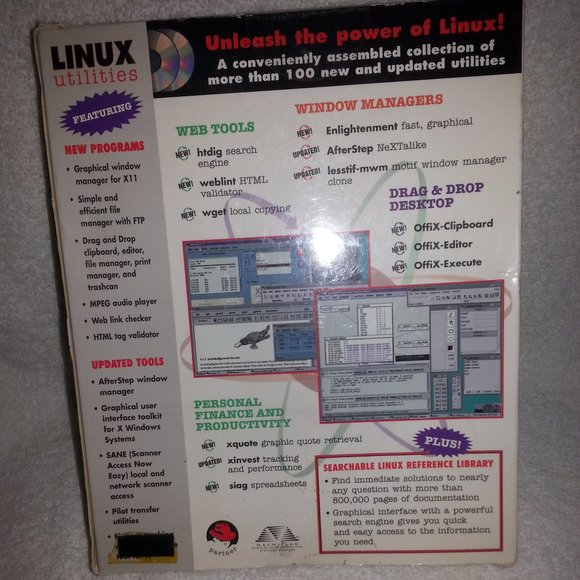 LINUX
utilities
Unleash the power of Linux!
A conveniently assembled collection of
more than 100 new and updated utilities
FEATURING
NEW PROGRAMS
• Graphical window
manager for X11
• Simple and
efficient file
manager with FTP
• Drag and Drop
clipboard, editor,
file manager, print
manager, and
trashcan
• MPEG audio player
• Web link checker
• HTML tag validator
UPDATED TOOLS
• AfterStep window
manager
• Graphical user
interface toolkit
for X Windows
Systems
• SANE (Scanner
Access Now
Easy) local and
network scanner
access
• Pilot transfer
utilities
WEB TOOLS
NEW! htdig search
engine
NEW! weblint HTML
validator
NEW! wget local copying
WINDOW MANAGERS
NEW! Enlightenment fast, graphical
UPDATED! AfterStep NeXTalike
UPDATED! lesstif-mwm motif window manager
clone
DRAG & DROP
DESKTOP
NEW! OffiX-Clipboard
NEW! OffiX-Editor
NEW! OffiX-Execute
PERSONAL
FINANCE AND
PRODUCTIVITY
NEW! xquote graphic quote retrieval
UPDATED! xinvest tracking
and performance
NEW! siag spreadsheets
PLUS!
SEARCHABLE LINUX REFERENCE LIBRARY
• Find immediate solutions to nearly
any question with more than
800,000 pages of documentation
• Graphical interface with a powerful
search engine gives you quick
and easy access to the information
you need
partner
MACMILLAN